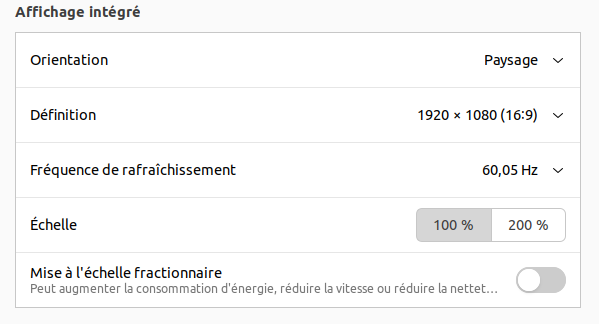 Affichage intégré
Orientation Paysage
Définition 1920 × 1080 (16∶9)
Fréquence de rafraîchissement 60,05 Hz
Échelle 100 % 200 %
Mise à l'échelle fractionnaire
Peut augmenter la consommation d'énergie, réduire la vitesse ou réduire la nettet…